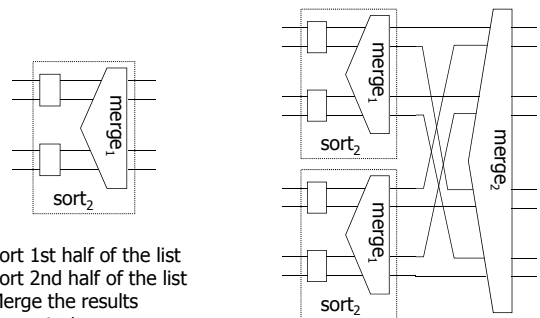 merge1
sort2
ort 1st half of the list
ort 2nd half of the list
Merge the results
merge1
sort2
merge1
sort2
merge2